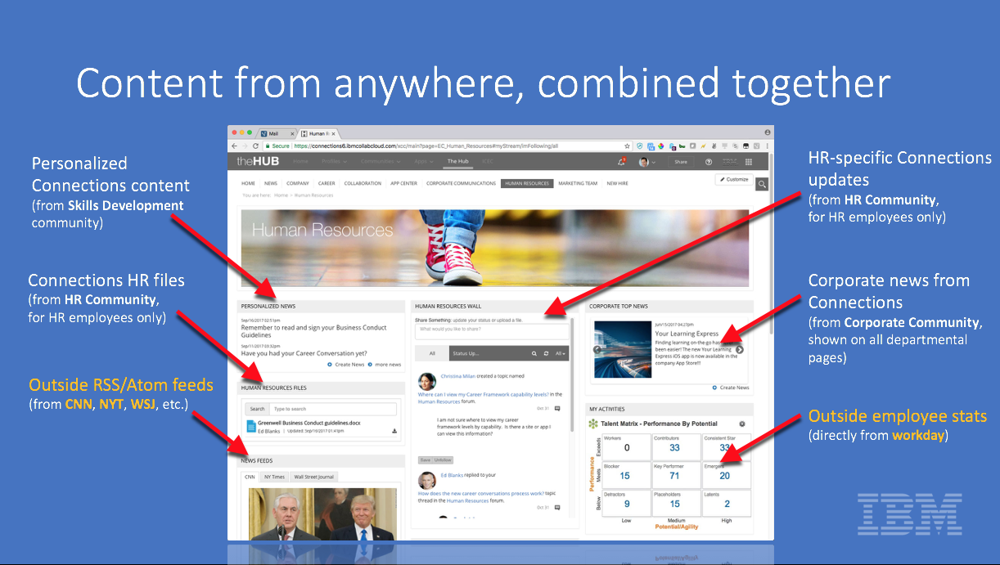 Content from anywhere, combined together
Personalized
Connections content
(from Skills Development
community)
Connections HR files
(from HR Community,
for HR employees only)
Outside RSS/Atom feeds
(from CNN, NYT, WSJ, etc.)
Mail
Human R
Secure
https://connections6.ibmcollabcloud.com/xcc/main?page=EC_Human_Resources#myStream/imFollowing/all
theHUB
Home
Profiles
Communities
Apps
The Hub
ICEC
Share
IBM
HOME
NEWS
COMPANY
CAREER
COLLABORATION
APP CENTER
CORPORATE COMMUNICATIONS
HUMAN RESOURCES
MARKETING TEAM
NEW HIRE
Customize
You are here: Home > Human Resources
Human Resources
PERSONALIZED NEWS
Sep/16/2017 02:51pm
Remember to read and sign your Business Conduct
Guidelines
Sep/11/2017 03:32pm
Have you had your Career Conversation yet?
Create News
more news
HUMAN RESOURCES FILES
Search
Type to search
Greenwell Business Conduct guidelines.docx
Ed Blanks | Updated: Sep/16/2017 01:41pm
NEWS FEEDS
CNN
NY Times
Wall Street Journal
HUMAN RESOURCES WALL
Share Something: update your status or upload a file.
What would you like to share?
All
Status Up...
All
Christina Milan created a topic named
Where can I view my Career Framework capability levels? in the
Human Resources forum.
Oct 31
I am not sure where to view my career
framework levels by capability. Is there a site or app I
can view this information?
Save
Unfollow
Ed Blanks replied to your
How does the new career conversations precess work? topic
thread in the Human Resources forum.
Oct 31
CORPORATE TOP NEWS
Jun/15/2017 04:27pm
Your Learning Express
Finding learning on-the-go has
been easier! The new Your Learning
Express iOS app is now available in the
company App Store!!!
Create News
MY ACTIVITIES
Talent Matrix - Performance By Potential
Performance
Exceeds
Meets
Below
Workers
0
Contributors
33
Consistent Star
33
Blocker
15
Key Performer
71
Emergers
20
Detractors
9
Placeholders
15
Latents
2
Low
Medium
High
Potential/Agility
HR-specific Connections
updates
(from HR Community,
for HR employees only)
Corporate news from
Connections
(from Corporate Community,
shown on all departmental
pages)
Outside employee stats
(directly from workday)
IBM